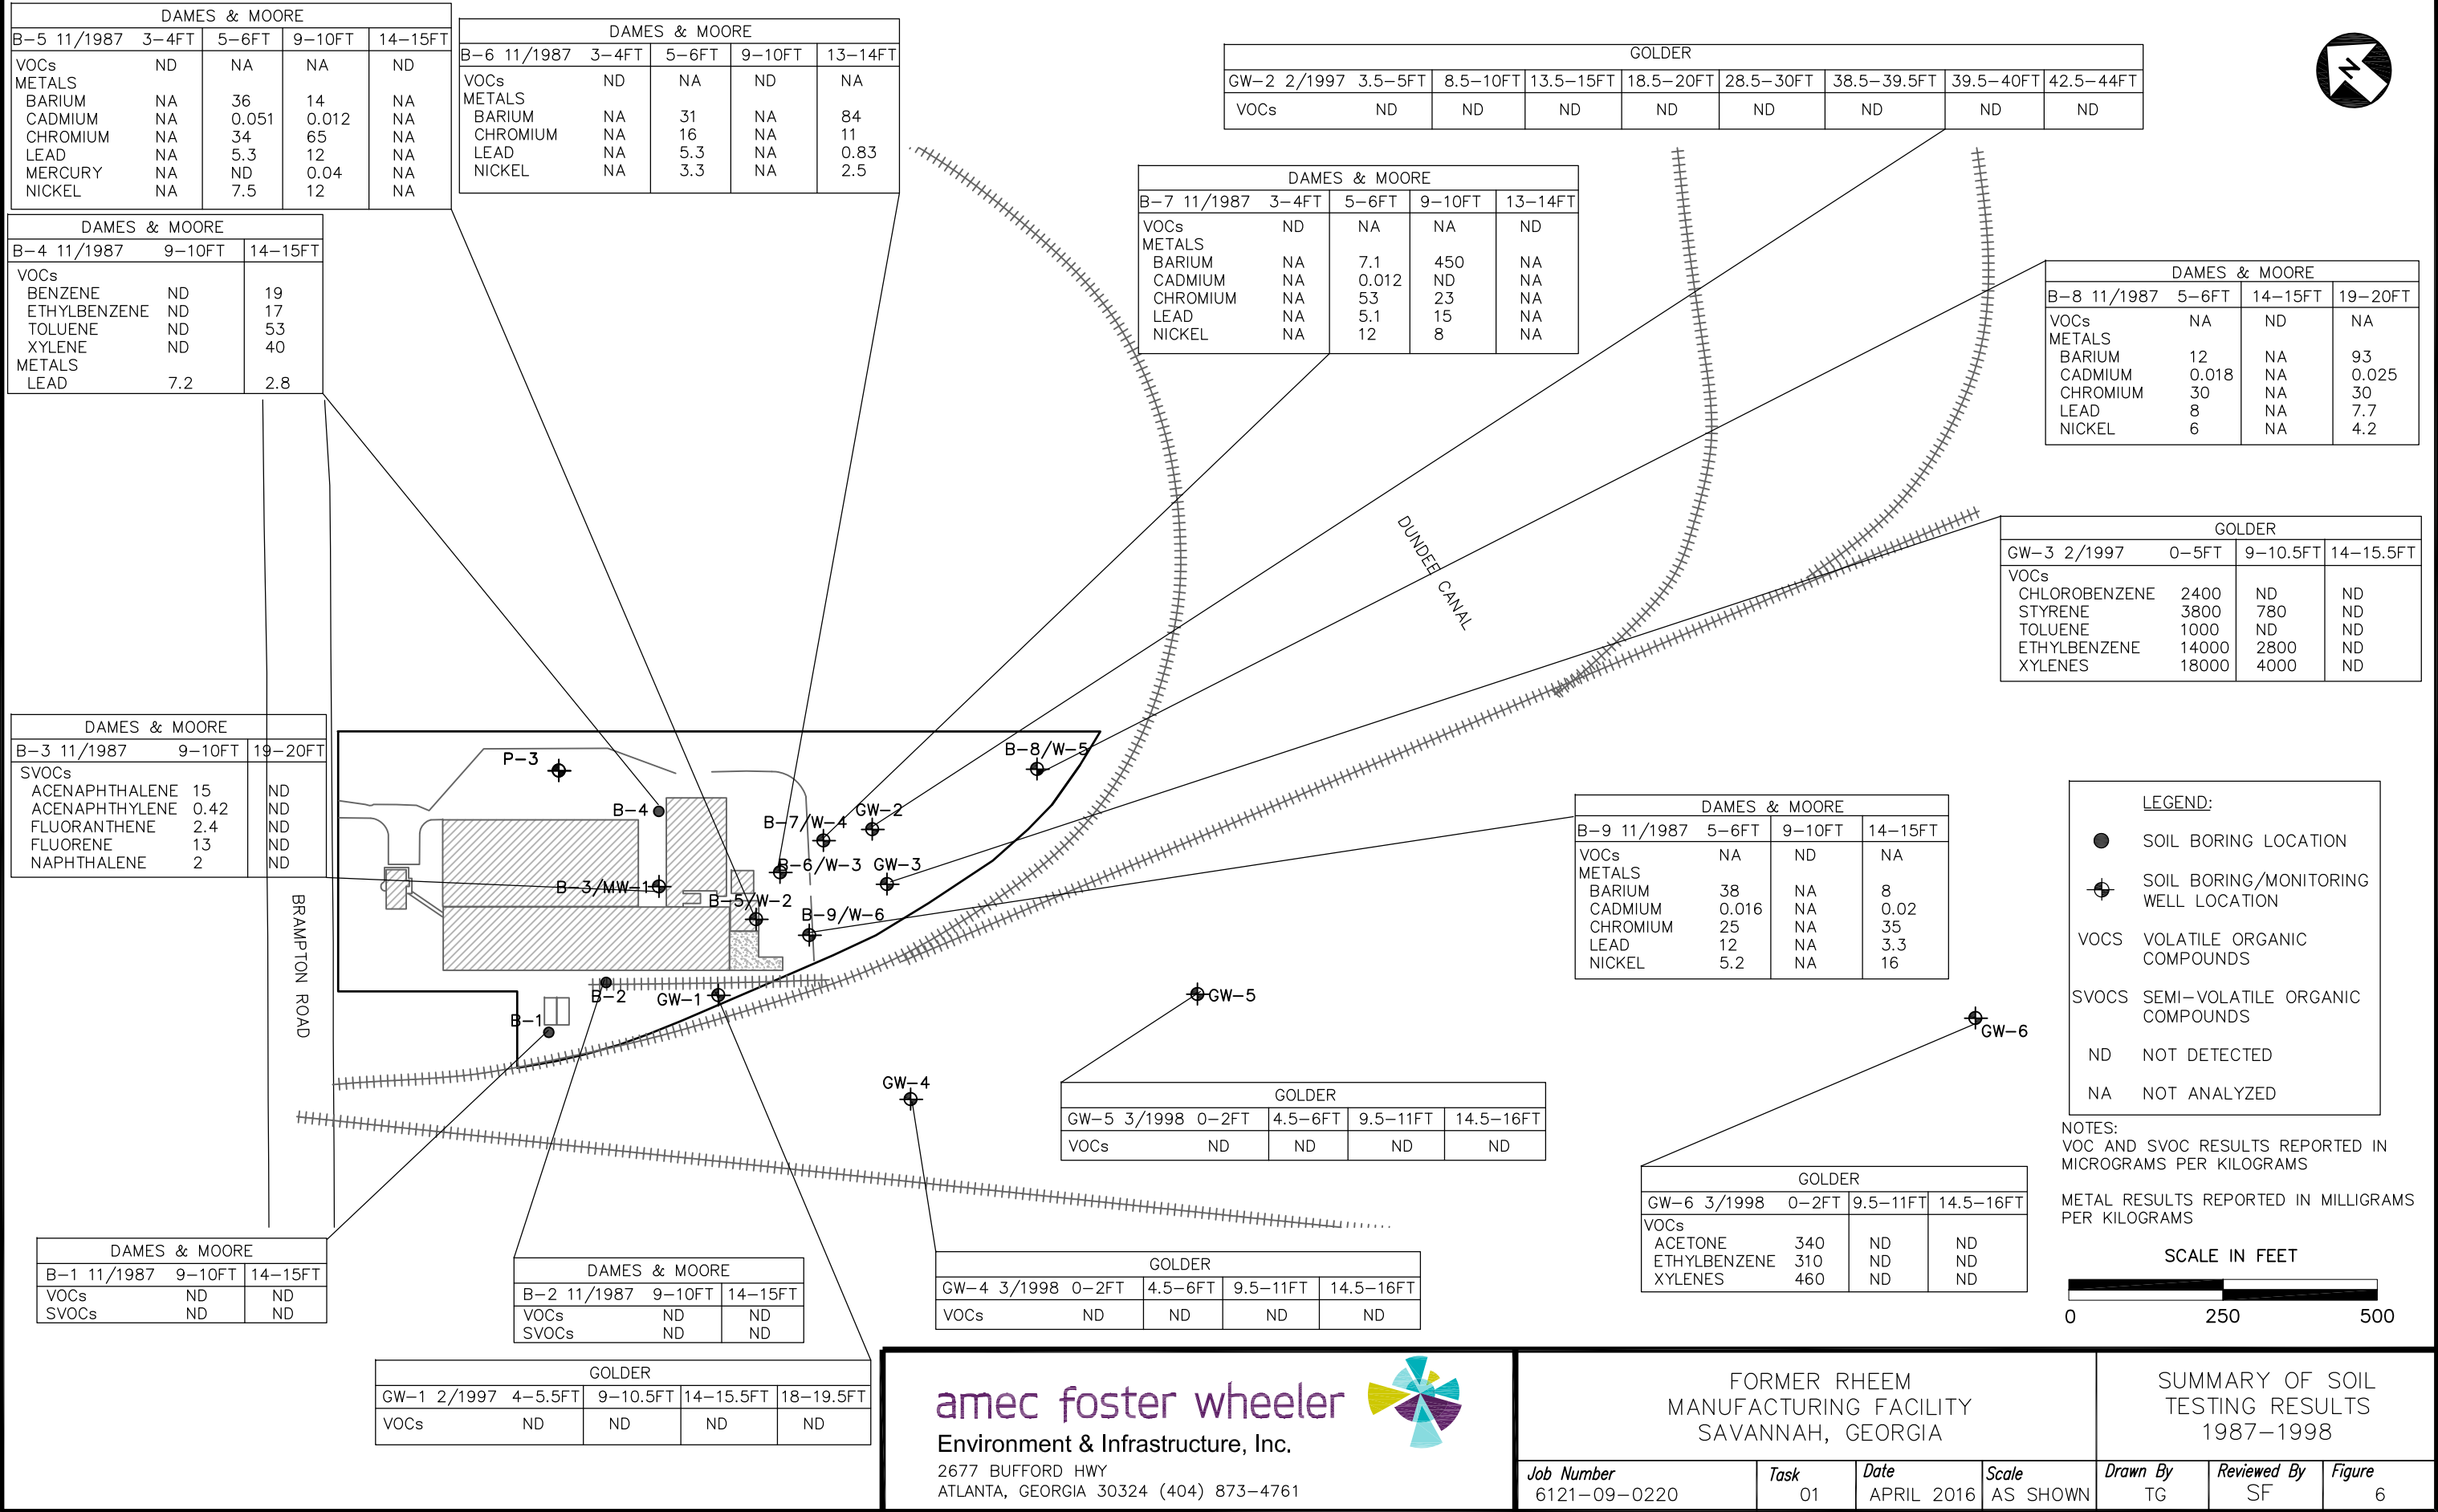 DAMES & MOORE
B-5 11/1987 3-4FT 5-6FT 9-10FT 14-15FT
VOCs ND NA NA ND
METALS
BARIUM NA 36 14 NA
CADMIUM NA 0.051 0.012 NA
CHROMIUM NA 34 65 NA
LEAD NA 5.3 12 NA
MERCURY NA ND 0.04 NA
NICKEL NA 7.5 12 NA
DAMES & MOORE
B-6 11/1987 3-4FT 5-6FT 9-10FT 13-14FT
VOCs ND NA ND NA
METALS
BARIUM NA 31 NA 84
CHROMIUM NA 16 NA 11
LEAD NA 5.3 NA 0.83
NICKEL NA 3.3 NA 2.5
GOLDER
GW-2 2/1997 3.5-5FT 8.5-10FT 13.5-15FT 18.5-20FT 28.5-30FT 38.5-39.5FT 39.5-40FT 42.5-44FT
VOCs ND ND ND ND ND ND ND ND
N
DAMES & MOORE
B-4 11/1987 9-10FT 14-15FT
VOCs
BENZENE ND 19
ETHYLBENZENE ND 17
TOLUENE ND 53
XYLENE ND 40
METALS
LEAD 7.2 2.8
DAMES & MOORE
B-7 11/1987 3-4FT 5-6FT 9-10FT 13-14FT
VOCs ND NA NA ND
METALS
BARIUM NA 7.1 450 NA
CADMIUM NA 0.012 ND NA
CHROMIUM NA 53 23 NA
LEAD NA 5.1 15 NA
NICKEL NA 12 8 NA
DAMES & MOORE
B-8 11/1987 5-6FT 14-15FT 19-20FT
VOCs NA ND NA
METALS
BARIUM 12 NA 93
CADMIUM 0.018 NA 0.025
CHROMIUM 30 NA 30
LEAD 8 NA 7.7
NICKEL 6 NA 4.2
GOLDER
GW-3 2/1997 0-5FT 9-10.5FT 14-15.5FT
VOCs
CHLOROBENZENE 2400 ND ND
STYRENE 3800 780 ND
TOLUENE 1000 ND ND
ETHYLBENZENE 14000 2800 ND
XYLENES 18000 4000 ND
DUNDEE CANAL
DAMES & MOORE
B-3 11/1987 9-10FT 19-20FT
SVOCs
ACENAPHTHALENE 15 ND
ACENAPHTHYLENE 0.42 ND
FLUORANTHENE 2.4 ND
FLUORENE 13 ND
NAPHTHALENE 2 ND
BRAMPTON ROAD
P-3
B-8/W-5
B-4
B-7/W-4
GW-2
B-6/W-3
GW-3
B-3/MW-1
B-5/W-2
B-9/W-6
B-2
GW-1
B-1
GW-4
GW-5
GW-6
DAMES & MOORE
B-9 11/1987 5-6FT 9-10FT 14-15FT
VOCs NA ND NA
METALS
BARIUM 38 NA 8
CADMIUM 0.016 NA 0.02
CHROMIUM 25 NA 35
LEAD 12 NA 3.3
NICKEL 5.2 NA 16
LEGEND:
SOIL BORING LOCATION
SOIL BORING/MONITORING
WELL LOCATION
VOCS VOLATILE ORGANIC
COMPOUNDS
SVOCS SEMI-VOLATILE ORGANIC
COMPOUNDS
ND NOT DETECTED
NA NOT ANALYZED
NOTES:
VOC AND SVOC RESULTS REPORTED IN
MICROGRAMS PER KILOGRAMS
METAL RESULTS REPORTED IN MILLIGRAMS
PER KILOGRAMS
SCALE IN FEET
0 250 500
GOLDER
GW-5 3/1998 0-2FT 4.5-6FT 9.5-11FT 14.5-16FT
VOCs ND ND ND ND
GOLDER
GW-6 3/1998 0-2FT 9.5-11FT 14.5-16FT
VOCs
ACETONE 340 ND ND
ETHYLBENZENE 310 ND ND
XYLENES 460 ND ND
DAMES & MOORE
B-1 11/1987 9-10FT 14-15FT
VOCs ND ND
SVOCs ND ND
DAMES & MOORE
B-2 11/1987 9-10FT 14-15FT
VOCs ND ND
SVOCs ND ND
GOLDER
GW-4 3/1998 0-2FT 4.5-6FT 9.5-11FT 14.5-16FT
VOCs ND ND ND ND
GOLDER
GW-1 2/1997 4-5.5FT 9-10.5FT 14-15.5FT 18-19.5FT
VOCs ND ND ND ND
amec foster wheeler
Environment & Infrastructure, Inc.
2677 BUFFORD HWY
ATLANTA, GEORGIA 30324 (404) 873-4761
FORMER RHEEM
MANUFACTURING FACILITY
SAVANNAH, GEORGIA
SUMMARY OF SOIL
TESTING RESULTS
1987-1998
Job Number Task Date Scale Drawn By Reviewed By Figure
6121-09-0220 01 APRIL 2016 AS SHOWN TG SF 6